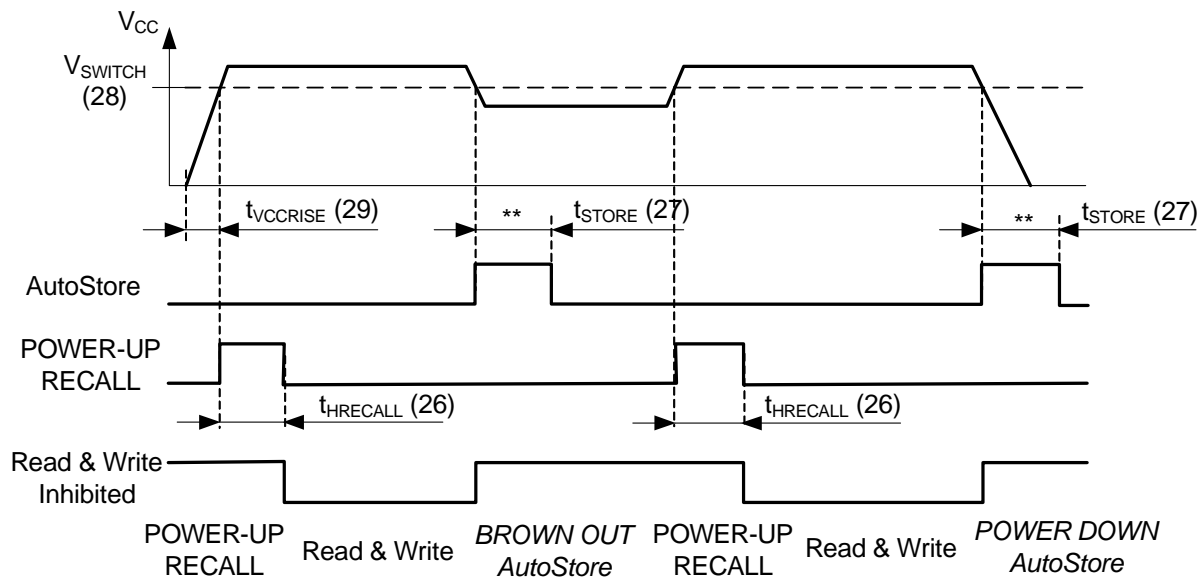 VCC
VSWITCH
(28)
tVCCRISE (29)
**
tSTORE (27)
**
tSTORE (27)
AutoStore
POWER-UP
RECALL
tHRECALL (26)
tHRECALL (26)
Read & Write
Inhibited
POWER-UP
RECALL
Read & Write
BROWN OUT
AutoStore
POWER-UP
RECALL
Read & Write
POWER DOWN
AutoStore